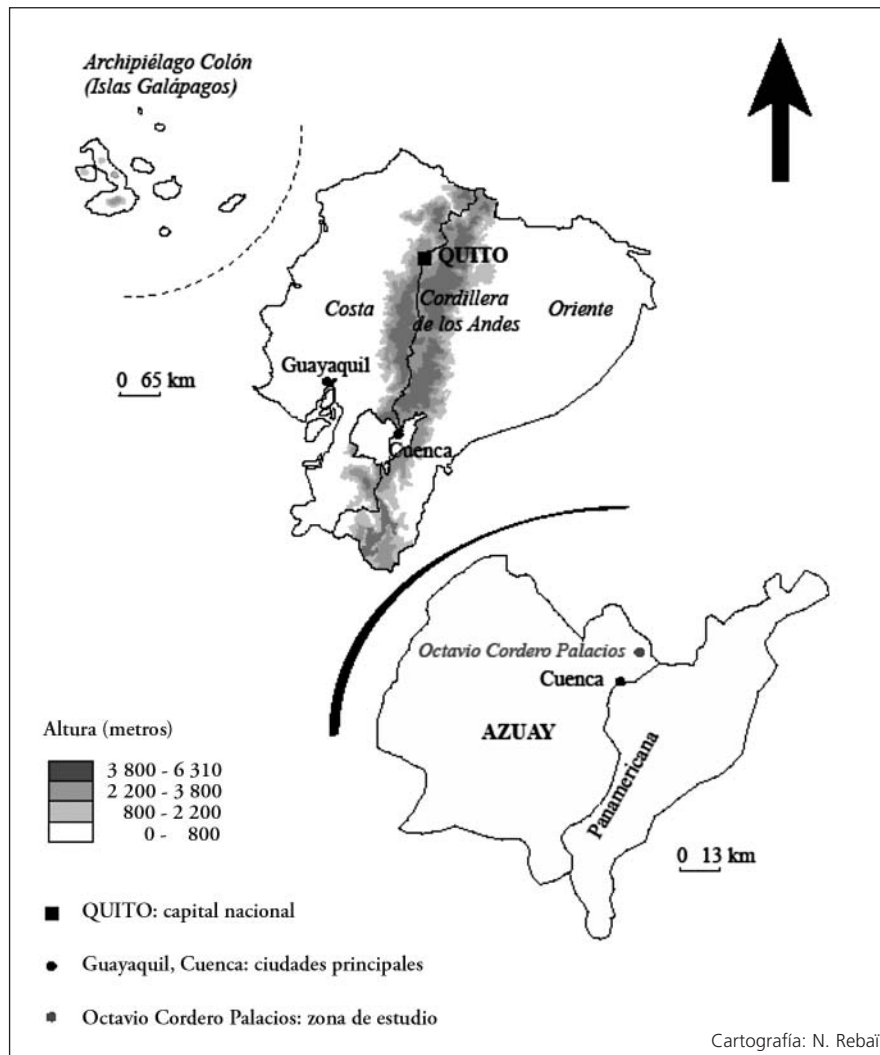 Archipiélago Colón
(Islas Galápagos)
QUITO
Costa
Cordillera
de los Andes
Oriente
Guayaquil
0 65 km
Cuenca
Octavio Cordero Palacios
Cuenca
AZUAY
Panamericana
0 13 km
Altura (metros)
3 800 - 6 310
2 200 - 3 800
800 - 2 200
0 - 800
QUITO: capital nacional
Guayaquil, Cuenca: ciudades principales
Octavio Cordero Palacios: zona de estudio
Cartografía: N. Rebaï